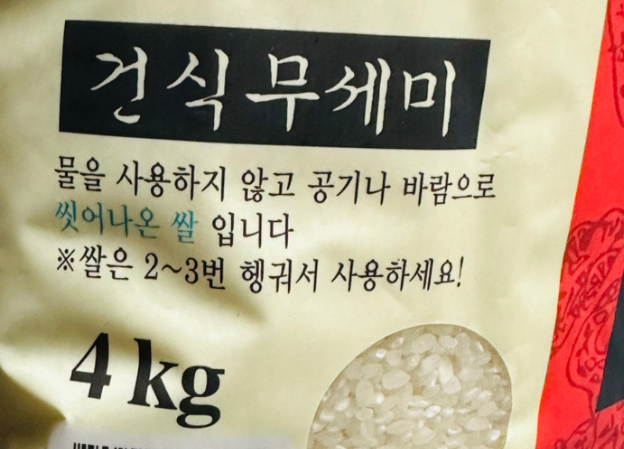 건식무세미
물을 사용하지 않고 공기나 바람으로
씻어나온 쌀 입니다
※쌀은 2~3번 헹궈서 사용하세요!
4 kg